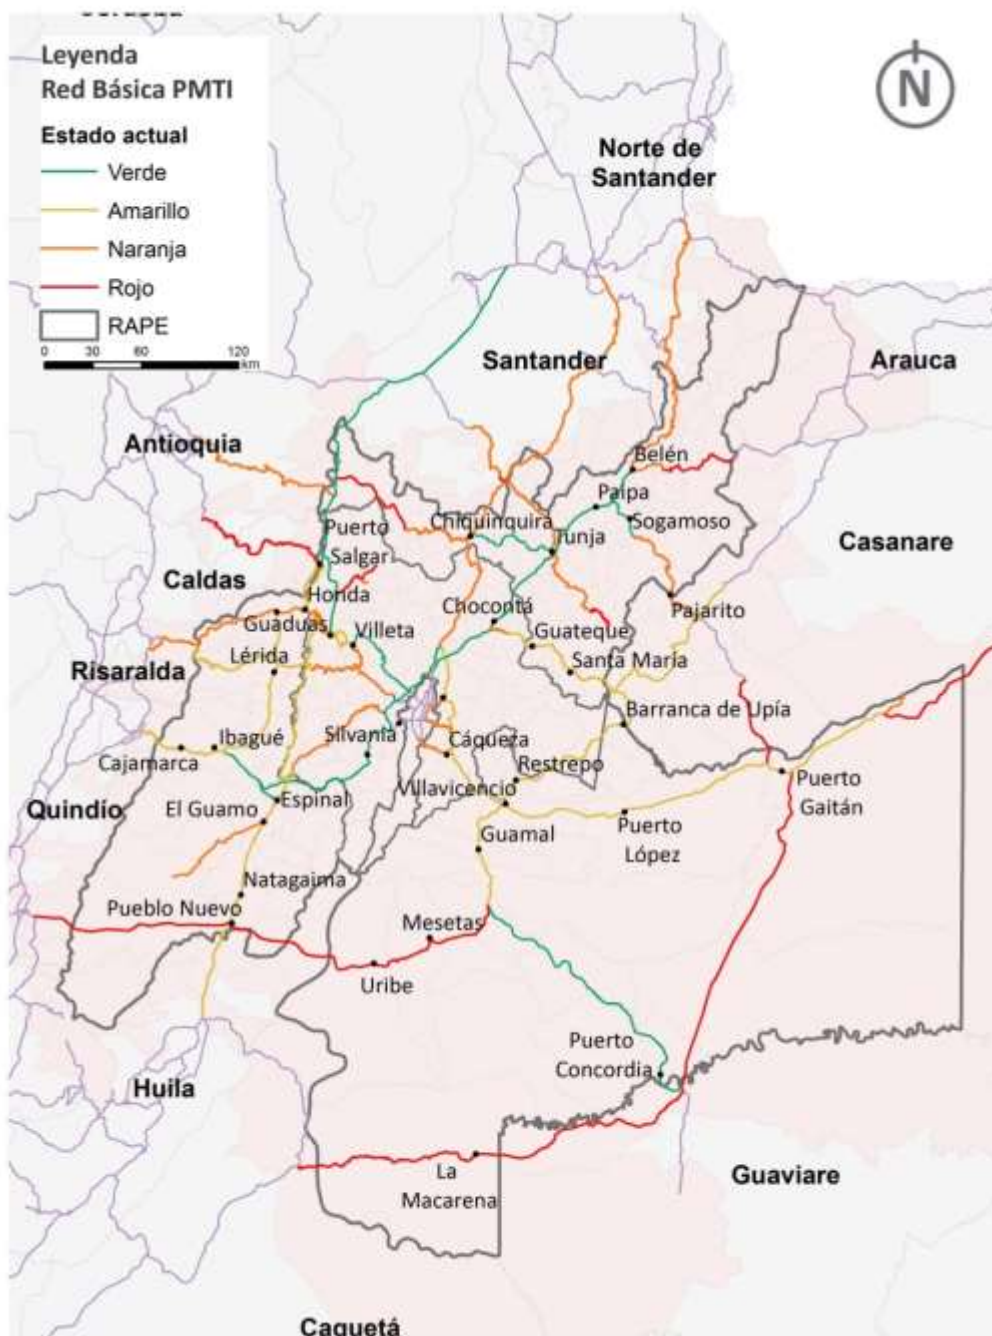 Córdoba
Leyenda
Red Básica PMTI
Estado actual
Verde
Amarillo
Naranja
Rojo
RAPE
0 30 60 120
km
N
Norte de
Santander
Santander
Arauca
Antioquia
Belén
Paipa
Puerto
Salgar
Chiquinquira
Tunja
Sogamoso
Casanare
Caldas
Honda
Chocontá
Pajarito
Guaduas
Villeta
Guateque
Lérida
Santa María
Risaralda
Barranca de Upía
Ibagué
Silvania
Cáqueza
Cajamarca
Restrepo
Villavicencio
Puerto
Gaitán
Quindío
El Guamo
Espinal
Guamal
Puerto
López
Natagaima
Pueblo Nuevo
Mesetas
Uribe
Puerto
Concordia
Huila
La
Macarena
Guaviare
Caquetá